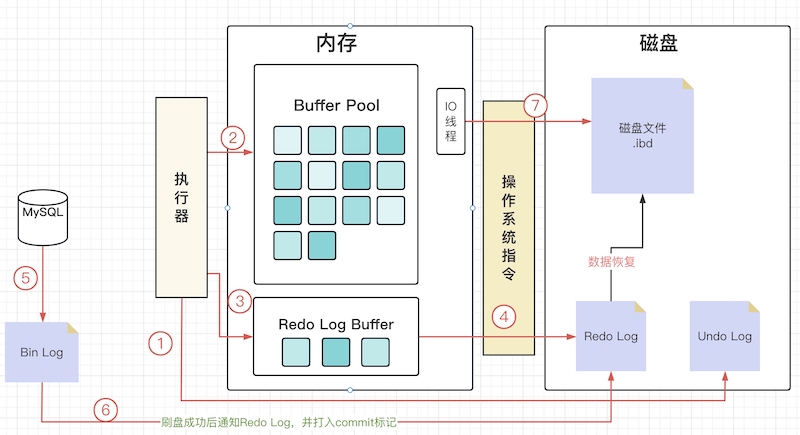 内存
磁盘
Buffer Pool
IO
线
程
⑦
磁盘文件
.ibd
②
执
行
器
操
作
系
统
指
令
MySQL
数据恢复
⑤
③
Redo Log Buffer
④
Redo Log
Undo Log
①
Bin Log
⑥
刷盘成功后通知Redo Log，并打入commit标记